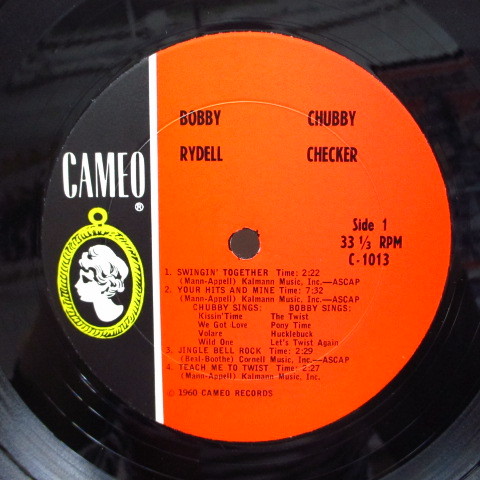 BOBBY CHUBBY
RYDELL CHECKER
CAMEO
®
Side 1
33 ⅓ RPM
C-1013
1. SWINGIN' TOGETHER Time: 2:22
(Mann-Appell) Kalmann Music, Inc.—ASCAP
2. YOUR HITS AND MINE Time: 7:32
(Mann-Appell) Kalmann Music, Inc.—ASCAP
CHUBBY SINGS: BOBBY SINGS:
Kissin'Time The Twist
We Got Love Pony Time
Volare Hucklebuck
Wild One Let's Twist Again
3. JINGLE BELL ROCK Time: 2:29
(Beal-Boothe) Cornell Music, Inc.—ASCAP
4. TEACH ME TO TWIST Time: 2:27
(Mann-Appell) Kalmann Music, Inc.
© 1960 CAMEO RECORDS